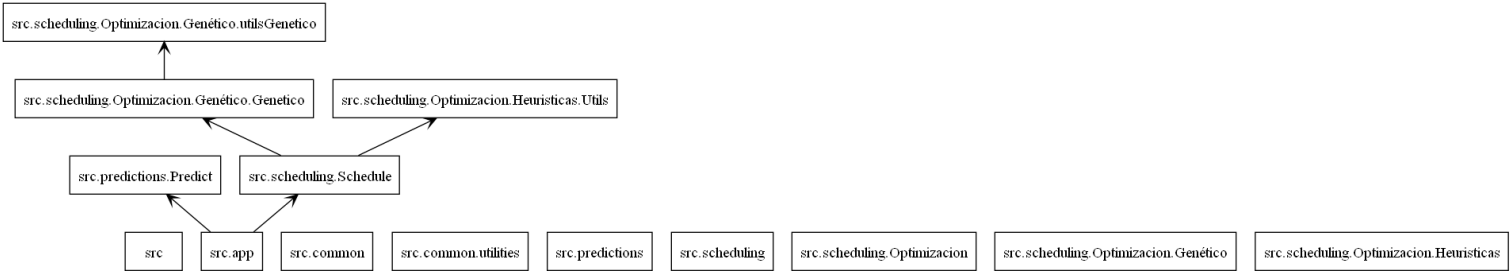 src.scheduling.Optimizacion.Genético.utilsGenetico
src.scheduling.Optimizacion.Genético.Genetico
src.scheduling.Optimizacion.Heuristicas.Utils
src.predictions.Predict
src.scheduling.Schedule
src
src.app
src.common
src.common.utilities
src.predictions
src.scheduling
src.scheduling.Optimizacion
src.scheduling.Optimizacion.Genético
src.scheduling.Optimizacion.Heuristicas